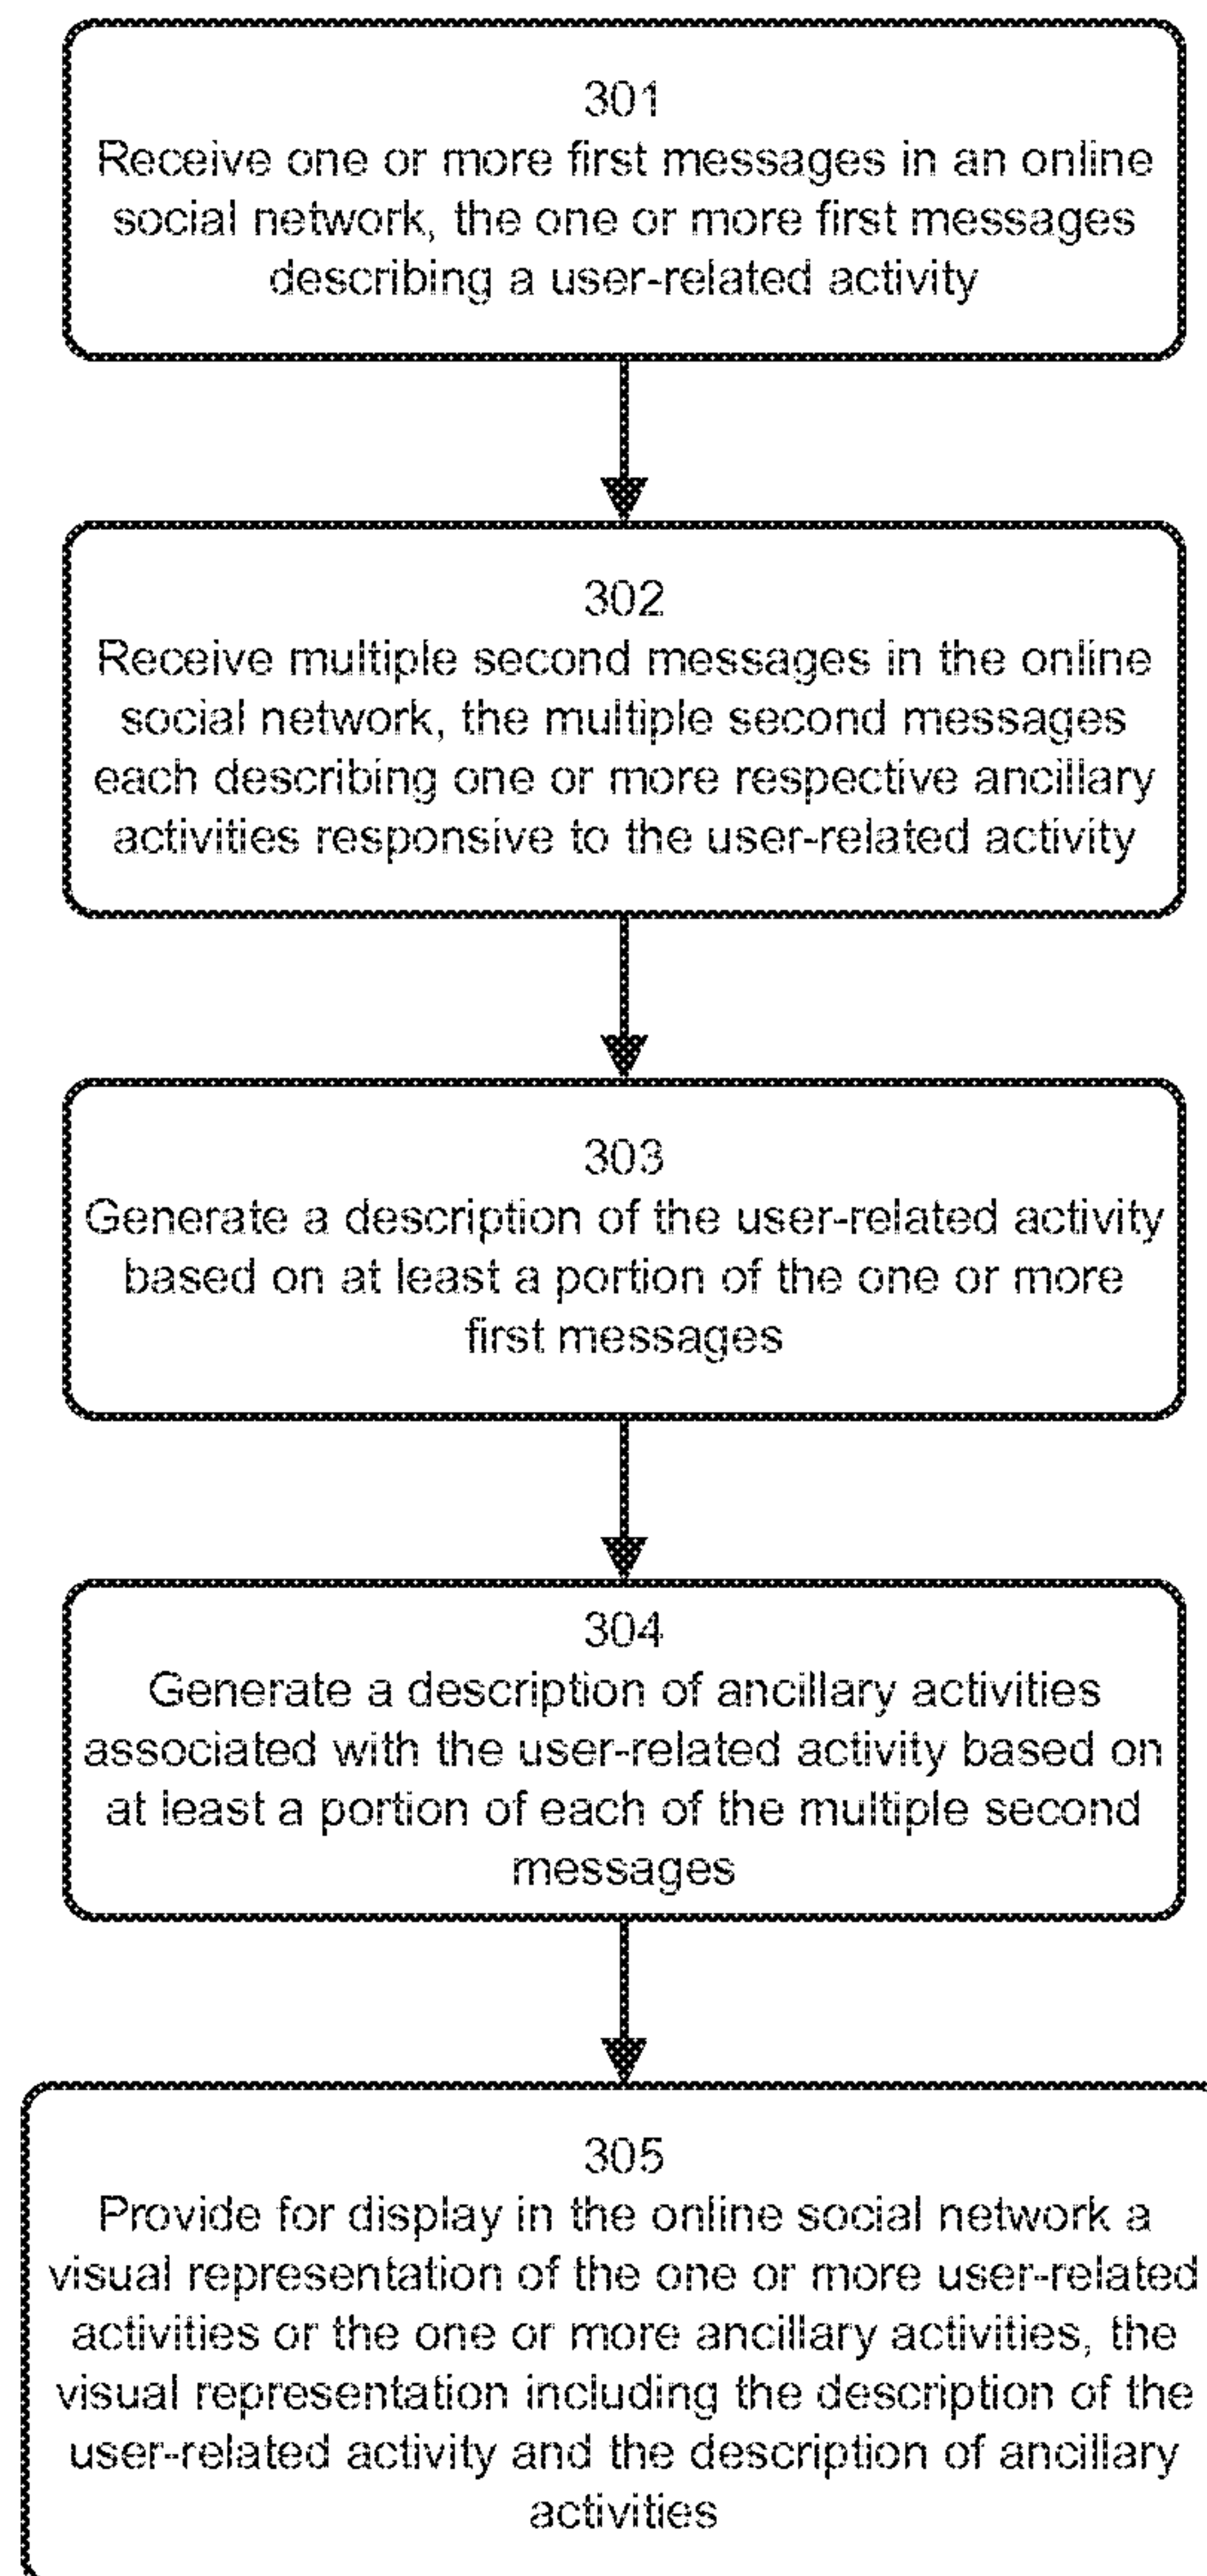 301
Receive one or more first messages in an online
social network, the one or more first messages
describing a user-related activity
302
Receive multiple second messages in the online
social network, the multiple second messages
each describing one or more respective ancillary
activities responsive to the user-related activity
303
Generate a description of the user-related activity
based on at least a portion of the one or more
first messages
304
Generate a description of ancillary activities
associated with the user-related activity based on
at least a portion of each of the multiple second
messages
305
Provide for display in the online social network a
visual representation of the one or more user-related
activities or the one or more ancillary activities, the
visual representation including the description of the
user-related activity and the description of ancillary
activities